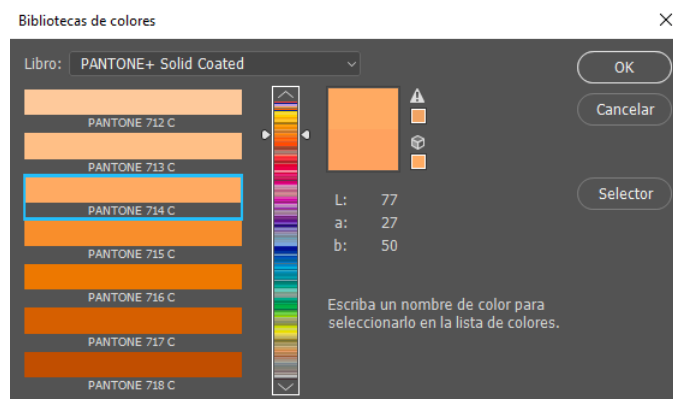 Bibliotecas de colores
Libro: PANTONE+ Solid Coated
PANTONE 712 C
PANTONE 713 C
PANTONE 714 C
PANTONE 715 C
PANTONE 716 C
PANTONE 717 C
PANTONE 718 C
L: 77
a: 27
b: 50
Escriba un nombre de color para
seleccionarlo en la lista de colores.
OK
Cancelar
Selector